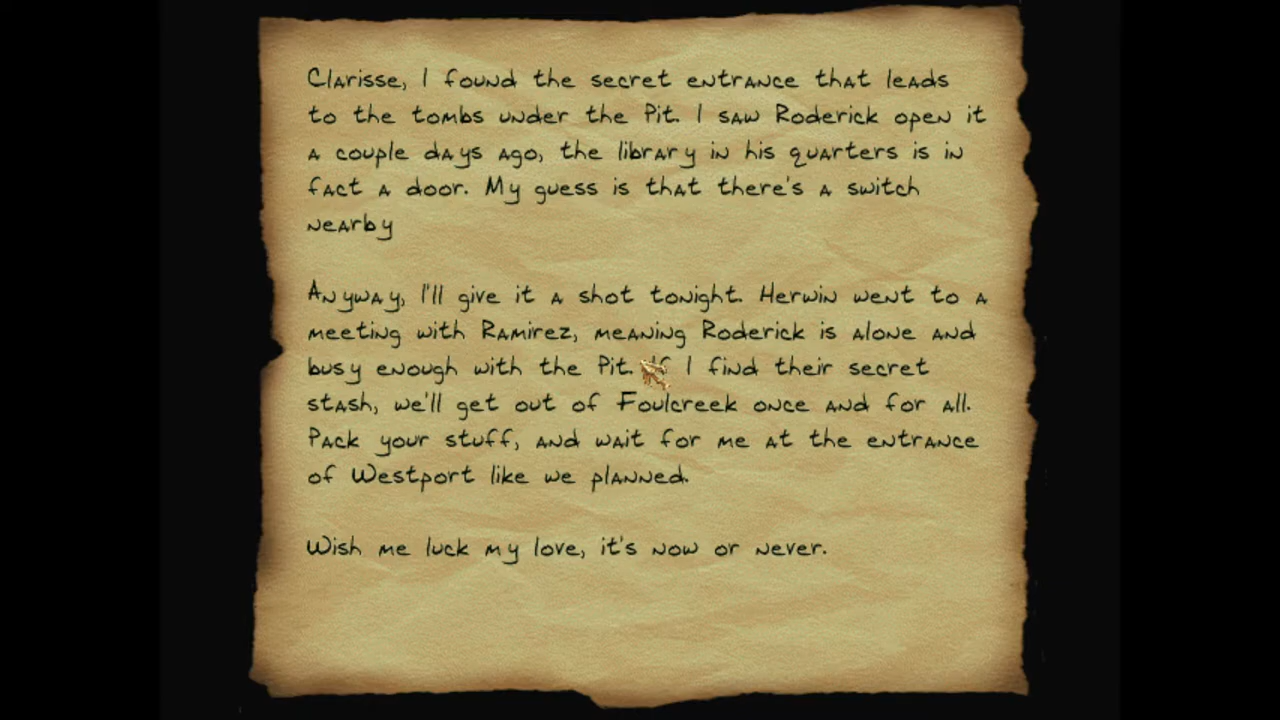 Clarisse, I found the secret entrance that leads
to the tombs under the Pit. I saw Roderick open it
a couple days ago, the library in his quarters is in
fact a door. My guess is that there's a switch
nearby
Anyway, I'll give it a shot tonight. Herwin went to a
meeting with Ramirez, meaning Roderick is alone and
busy enough with the Pit. If I find their secret
stash, we'll get out of Foulcreek once and for all.
Pack your stuff, and wait for me at the entrance
of Westport like we planned.
Wish me luck my love, it's now or never.